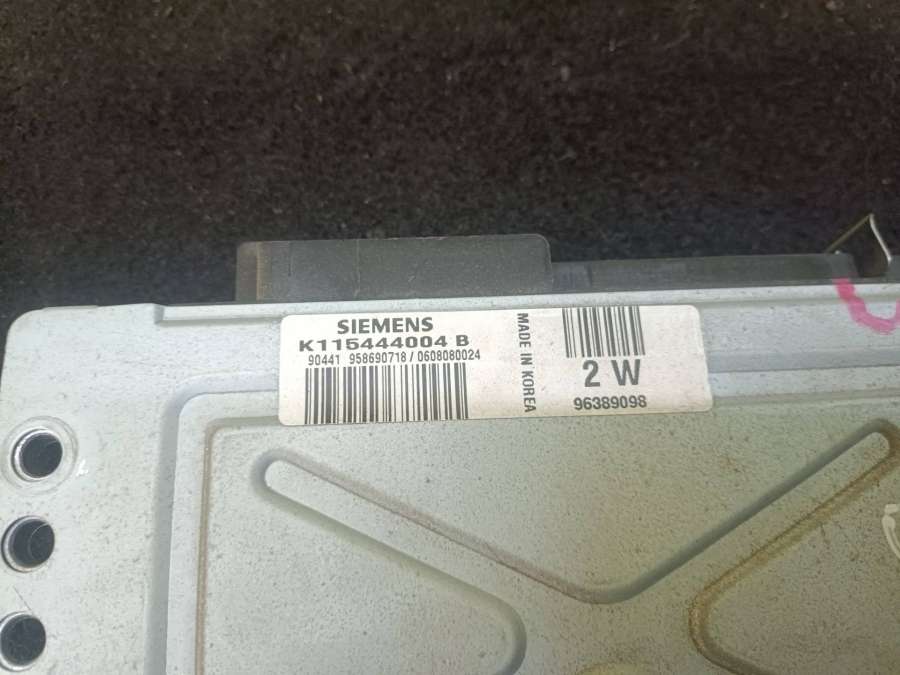 SIEMENS
K115444004 B
90441 958690718 / 0608080024
MADE IN KOREA
2 W
96389098